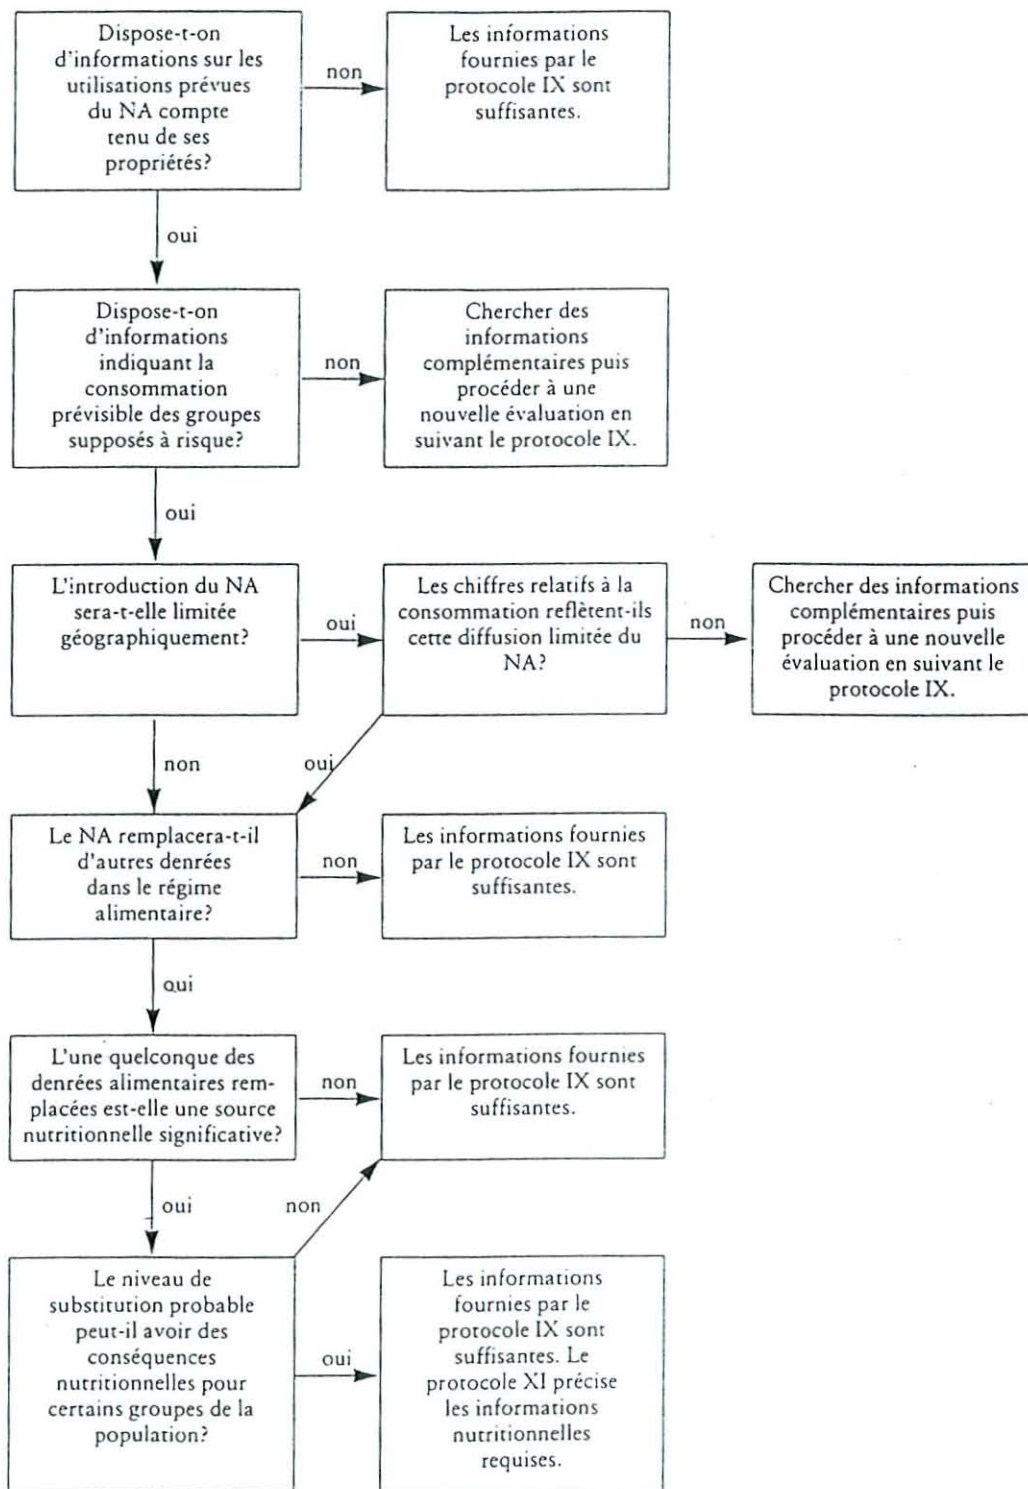 Dispose-t-on
d'informations sur les
utilisations prévues
du NA compte
tenu de ses
propriétés?
non
Les informations
fournies par le
protocole IX sont
suffisantes.
oui
Dispose-t-on
d'informations
indiquant la
consommation
prévisible des groupes
supposés à risque?
non
Chercher des
informations
complémentaires puis
procéder à une
nouvelle évaluation en
suivant le protocole IX.
oui
L'introduction du NA
sera-t-elle limitée
géographiquement?
oui
Les chiffres relatifs à la
consommation reflètent-ils
cette diffusion limitée du
NA?
non
Chercher des informations
complémentaires puis
procéder à une nouvelle
évaluation en suivant le
protocole IX.
non
oui
Le NA remplacera-t-il
d'autres denrées
dans le régime
alimentaire?
non
Les informations fournies
par le protocole IX sont
suffisantes.
oui
L'une quelconque des
denrées alimentaires rem-
placées est-elle une source
nutritionnelle significative?
non
Les informations fournies
par le protocole IX sont
suffisantes.
oui
non
Le niveau de
substitution probable
peut-il avoir des
conséquences
nutritionnelles pour
certains groupes de la
population?
oui
Les informations
fournies par le
protocole IX sont
suffisantes. Le
protocole XI précise
les informations
nutritionnelles
requises.